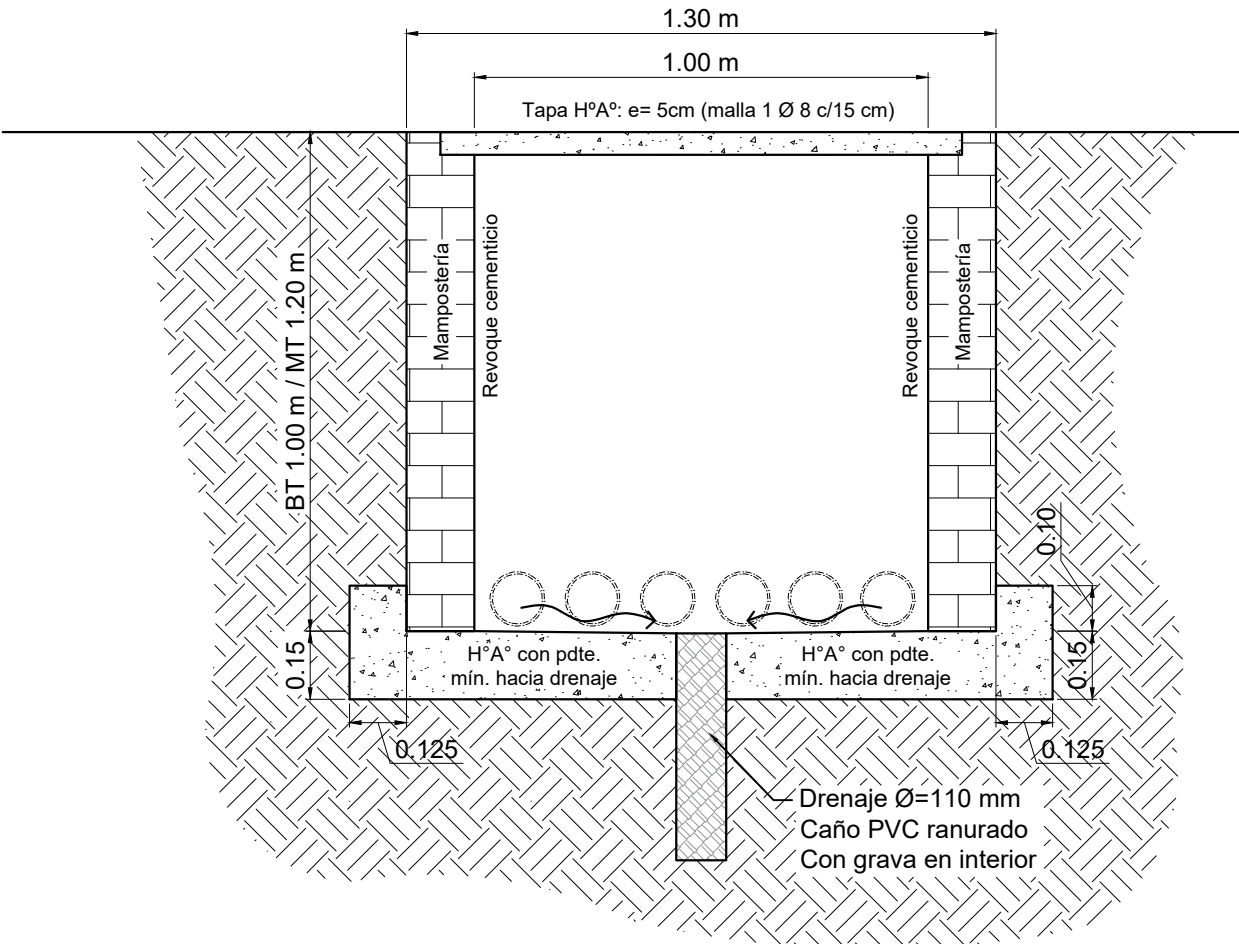 1.30 m
1.00 m
Tapa HºAº: e= 5cm (malla 1 Ø 8 c/15 cm)
BT 1.00 m / MT 1.20 m
Mampostería
Revoque cementicio
Revoque cementicio
Mampostería
0.10
0.15
H°A° con pdte.
mín. hacia drenaje
H°A° con pdte.
mín. hacia drenaje
0.15
0.125
0.125
Drenaje Ø=110 mm
Caño PVC ranurado
Con grava en interior